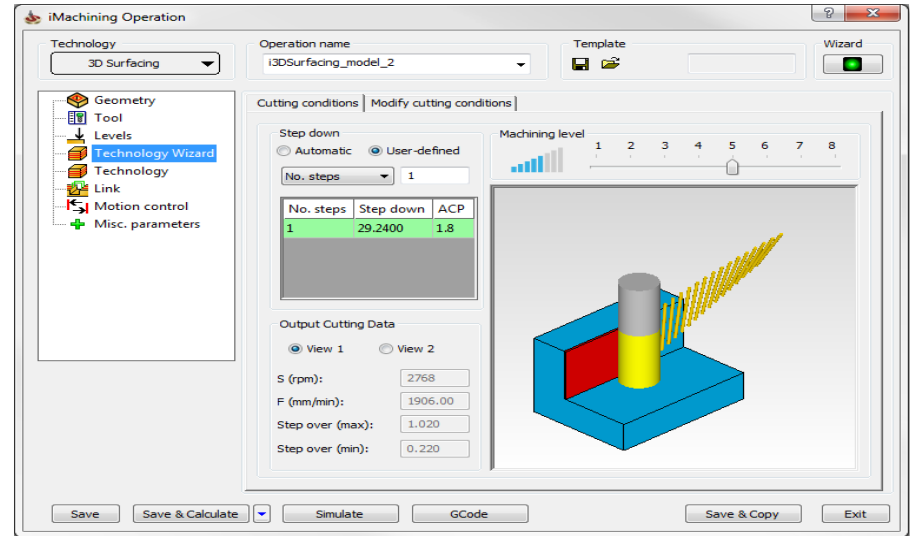 iMachining Operation
Technology
3D Surfacing
Operation name
i3DSurfacing_model_2
Template
Wizard
Geometry
Tool
Levels
Technology Wizard
Technology
Link
Motion control
Misc. parameters
Cutting conditions
Modify cutting conditions
Step down
Automatic
User-defined
No. steps
1
No. steps Step down ACP
1 29.2400 1.8
Machining level
1 2 3 4 5 6 7 8
Output Cutting Data
View 1
View 2
S (rpm): 2768
F (mm/min): 1906.00
Step over (max): 1.020
Step over (min): 0.220
Save
Save & Calculate
Simulate
GCode
Save & Copy
Exit